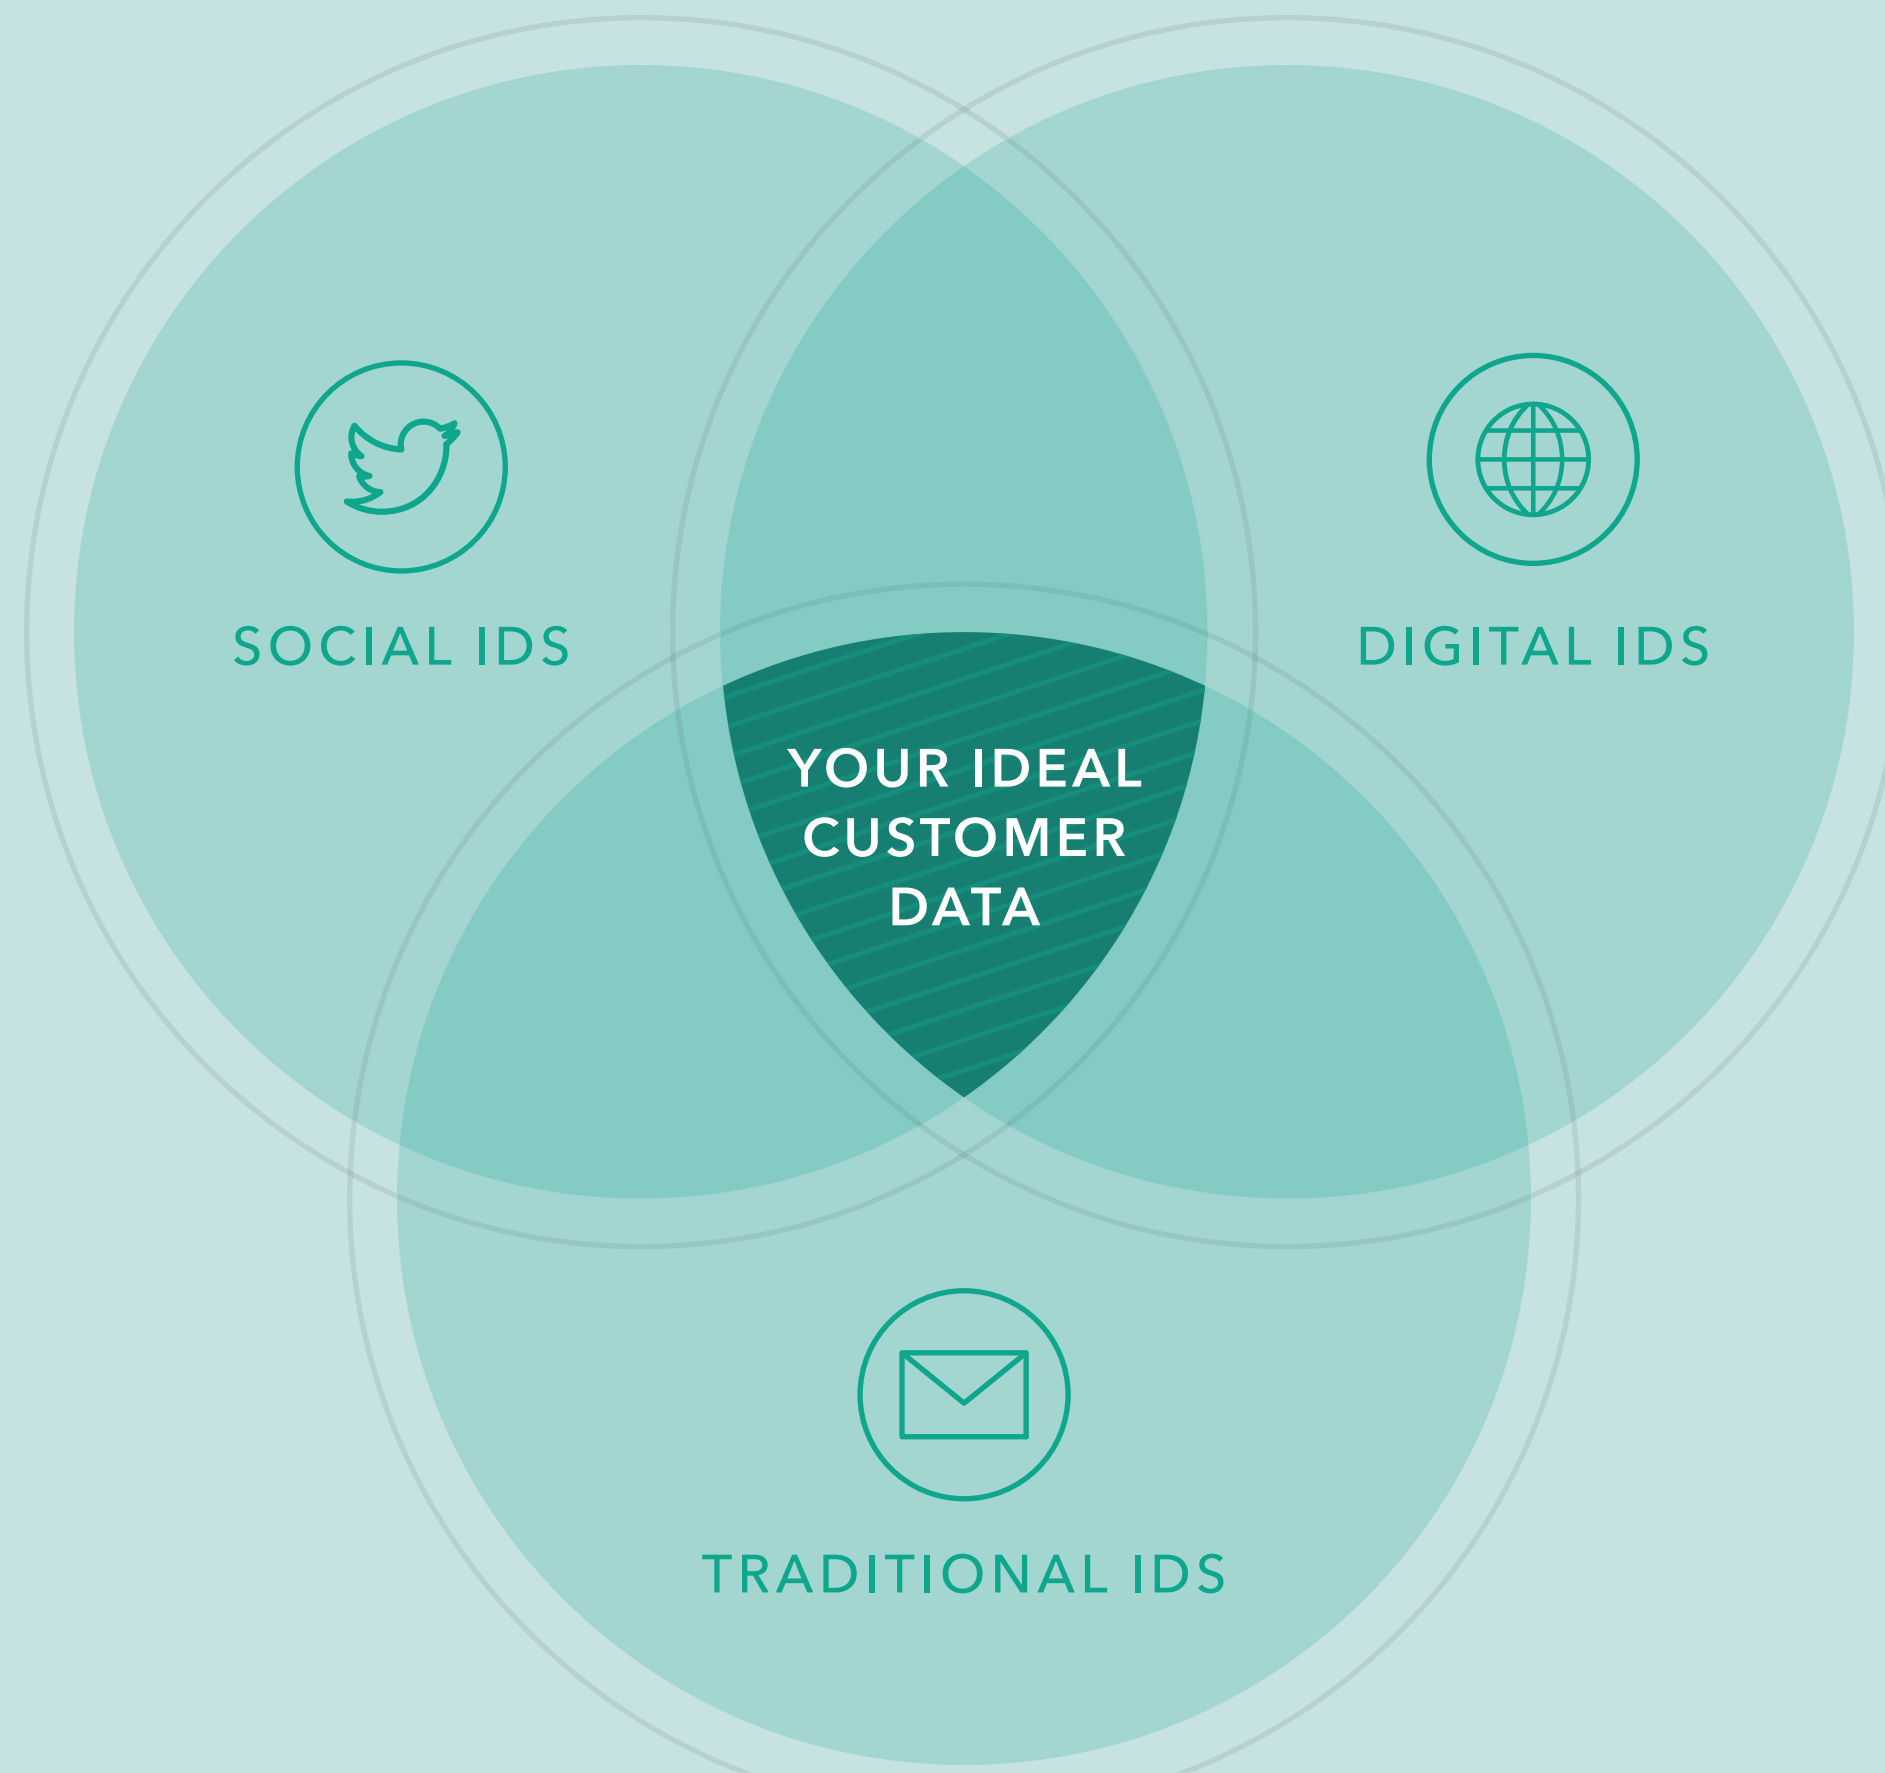 SOCIAL IDS
DIGITAL IDS
YOUR IDEAL
CUSTOMER
DATA
TRADITIONAL IDS